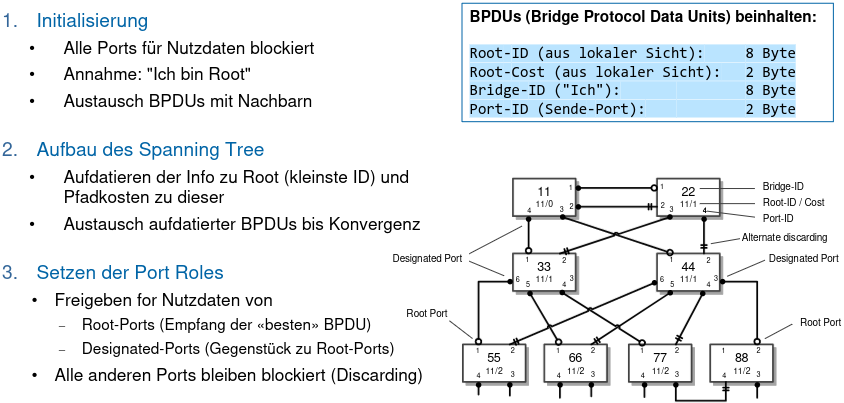 1. Initialisierung
• Alle Ports für Nutzdaten blockiert
• Annahme: "Ich bin Root"
• Austausch BPDUs mit Nachbarn
2. Aufbau des Spanning Tree
• Aufdatieren der Info zu Root (kleinste ID) und
Pfadkosten zu dieser
• Austausch aufdatierter BPDUs bis Konvergenz
3. Setzen der Port Roles
• Freigeben for Nutzdaten von
– Root-Ports (Empfang der «besten» BPDU)
– Designated-Ports (Gegenstück zu Root-Ports)
• Alle anderen Ports bleiben blockiert (Discarding)
BPDUs (Bridge Protocol Data Units) beinhalten:
Root-ID (aus lokaler Sicht): 8 Byte
Root-Cost (aus lokaler Sicht): 2 Byte
Bridge-ID ("Ich"): 8 Byte
Port-ID (Sende-Port): 2 Byte
11 1 1 22 Bridge-ID
11/0 2 2 11/1 Root-ID / Cost
4 3 3 4 Port-ID
Alternate discarding
Designated Port 1 2 1 2 Designated Port
33 44
6 11/1 3 6 11/1 3
5 4 5 4
Root Port Root Port
1 2 1 2 1 2 1 2
55 66 77 88
11/2 11/2 11/2 11/2
4 3 4 3 4 3 4 3